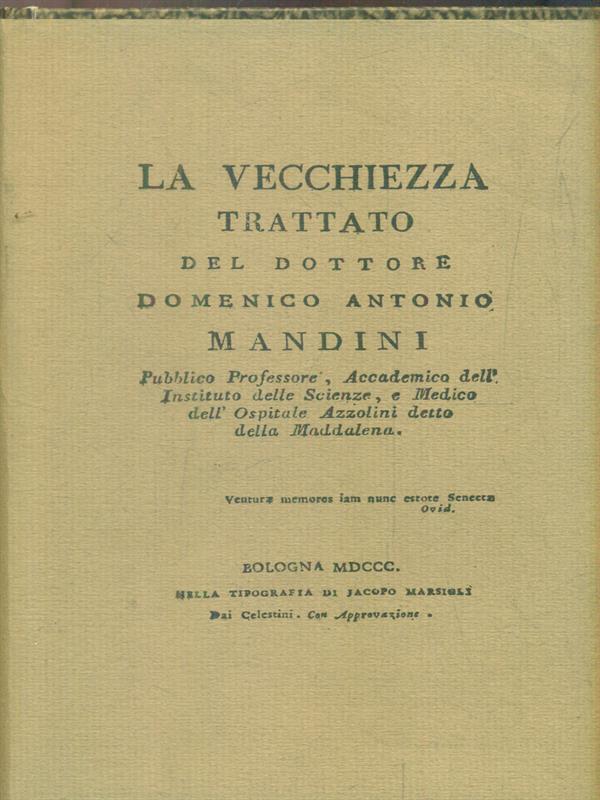 LA VECCHIEZZA
TRATTATO
DEL DOTTORE
DOMENICO ANTONIO
MANDINI
Pubblico Professore, Accademico dell'
Instituto delle Scienze, e Medico
dell' Ospitale Azzolini detto
della Maddalena.
Venturæ memores iam nunc estote Senectæ
Ovid.
BOLOGNA MDCCC.
NELLA TIPOGRAFIA DI JACOPO MARSIGLI
Dai Celestini. Con Approvazione.